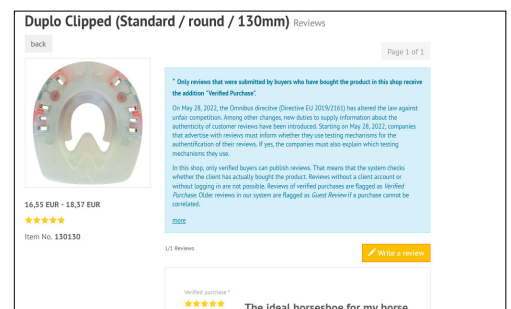 Duplo Clipped (Standard / round / 130mm) Reviews
back
Page 1 of 1
* Only reviews that were submitted by buyers who have bought the product in this shop receive
the addition "Verified Purchase".
On May 28, 2022, the Omnibus direcitve (Directive EU 2019/2161) has altered the law against
unfair competition. Among other changes, new duties to supply information about the
authenticity of customer reviews have been introduced. Starting on May 28, 2022, companies
that advertise with reviews must inform whether they use testing mechanisms for the
authentification of their reviews. If yes, the companies must also explain which testing
mechanisms they use.
In this shop, only verified buyers can publish reviews. That means that the system checks
whether the client has actually bought the product. Reviews without a client account or
without logging in are not possible. Reviews of verified purchases are flagged as Verified
Purchase. Older reviews in our system are flagged as Guest Review if a purchase cannot be
correlated.
more
16,55 EUR - 18,37 EUR
Item No. 130130
1/1 Reviews
Write a review
Verified purchase *
The ideal horseshoe for my horse